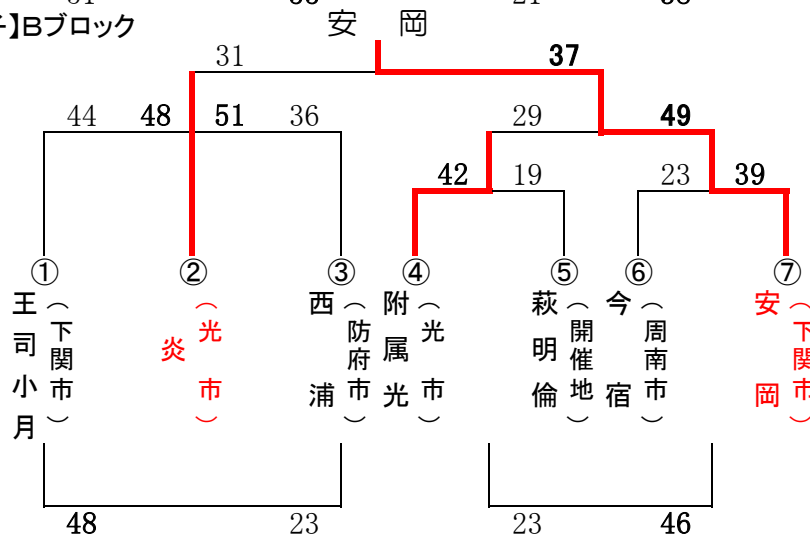 】Bブロック
安 岡
31 37
44 48 51 36 29 49
42 19 23 39
① ② ③ ④ ⑤ ⑥ ⑦
王司小月
（下関市）
炎
（光市）
西浦
（防府市）
附属光
（光市）
萩明倫
（開催地）
今宿
（周南市）
安岡
（下関市）
48 23 23 46